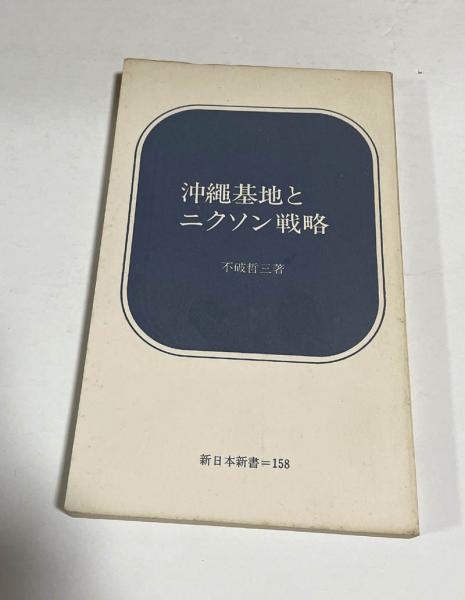 沖繩基地と
ニクソン戦略
不破哲三著
新日本新書=158